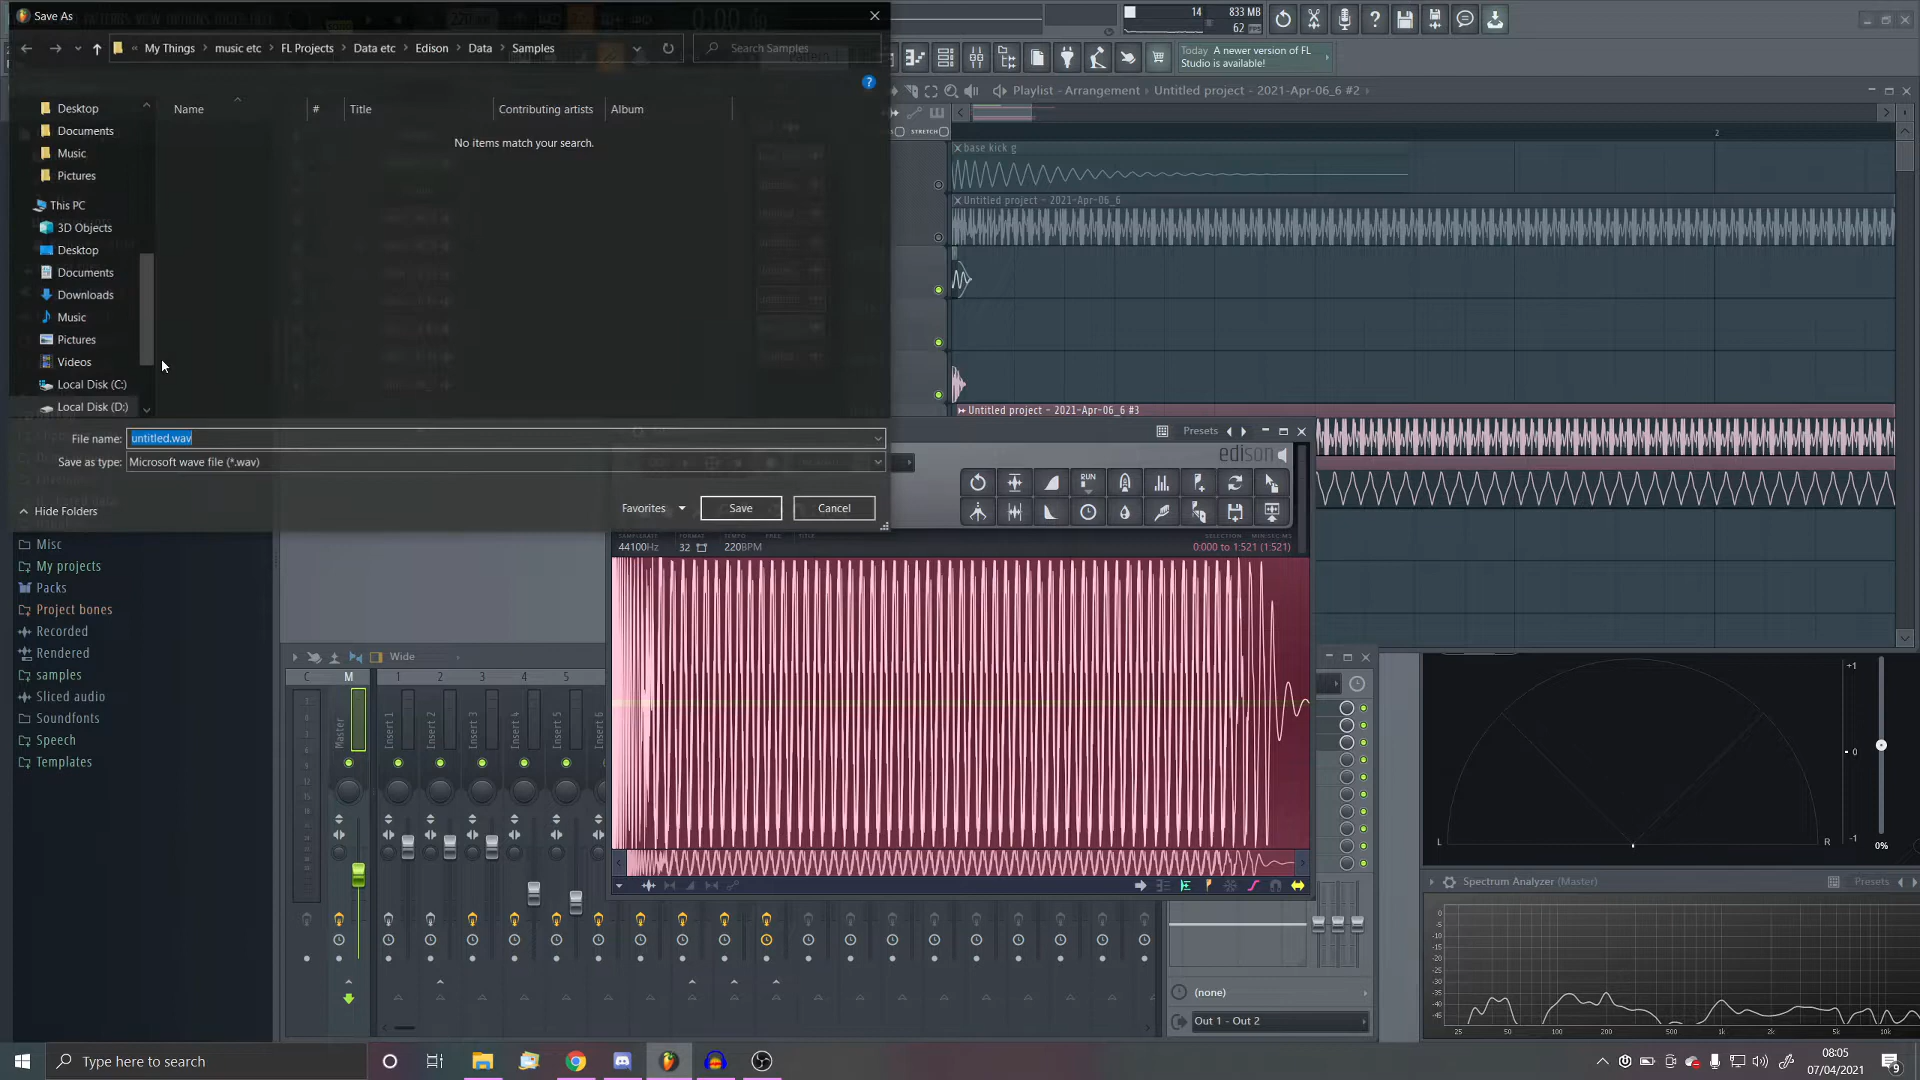 Save As
« My Things › music etc › FL Projects › Data etc › Edison › Data › Samples
Search Samples
Name
#
Title
Contributing artists
Album
No items match your search.
Desktop
Documents
Music
Pictures
This PC
3D Objects
Desktop
Documents
Downloads
Music
Pictures
Videos
Local Disk (C:)
Local Disk (D:)
File name:
untitled.wav
Save as type:
Microsoft wave file (*.wav)
Hide Folders
Favorites
Save
Cancel
14
833 MB
62
Today A newer version of FL
Studio is available!
Playlist - Arrangement › Untitled project - 2021-Apr-06_6 #2 ›
STRETCH
2
base kick g
Untitled project - 2021-Apr-06_6
Untitled project - 2021-Apr-06_6 #3
Presets
edison
RUN
SAMPLERATE
FORMAT
TEMPO
FREE
TITLE
SELECTION
44100Hz
32
220BPM
0:000 to 1:521 (1:521)
Misc
My projects
Packs
Project bones
Recorded
Rendered
samples
Sliced audio
Soundfonts
Speech
Templates
Wide
C
M
1
2
3
4
5
Master
Insert 1
Insert 2
Insert 3
Insert 4
Insert 5
(none)
Out 1 - Out 2
+1
0
-1
L
R
0%
Spectrum Analyzer (Master)
Presets
0
-5
-10
-15
-20
-25
-30
-35
-40
-45
25
50
100
200
500
1k
2k
5k
10k
Type here to search
08:05
07/04/2021
9